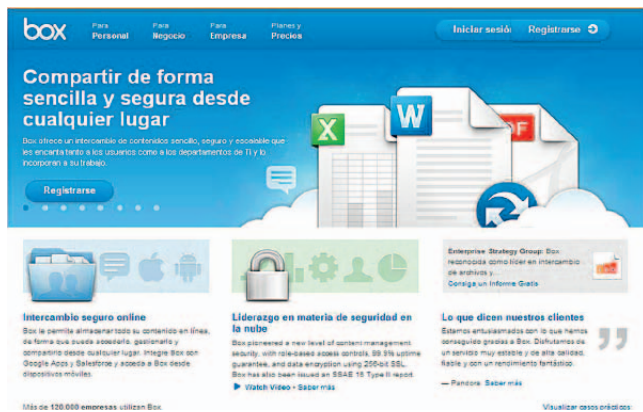 box
Para Personal
Para Negocio
Para Empresa
Planes y Precios
Iniciar sesión
Registrarse
Compartir de forma
sencilla y segura desde
cualquier lugar
Box ofrece un intercambio de contenidos sencillo, seguro y escalable que
les encanta tanto a los usuarios como a los departamentos de TI y lo
incorporan a su trabajo.
Registrarse
X
W
PDF
Intercambio seguro online
Box le permite almacenar todo su contenido en línea,
de forma que puede accederlo, gestionarlo y
compartirlo desde cualquier lugar. Integre Box con
Google Apps y Salesforce y acceda a Box desde
dispositivos móviles.
Más de 120.000 empresas utilizan Box.
Liderazgo en materia de seguridad en
la nube
Box pioneered a new level of content management
security, with role-based access controls, 99.9% uptime
guarantee, and data encryption using 256-bit SSL.
Box has also been issued an SSAE 16 Type II report.
Watch Video - Saber más
Enterprise Strategy Group: Box
reconocida como líder en intercambio
de archivos y...
Consiga un Informe Gratis
Lo que dicen nuestros clientes
Estamos entusiasmados con lo que hemos
conseguido gracias a Box. Disfrutamos de
un servicio muy estable y de alta calidad,
fiable y con un rendimiento fantástico.
— Pandora Saber más
Visualizar casos prácticos